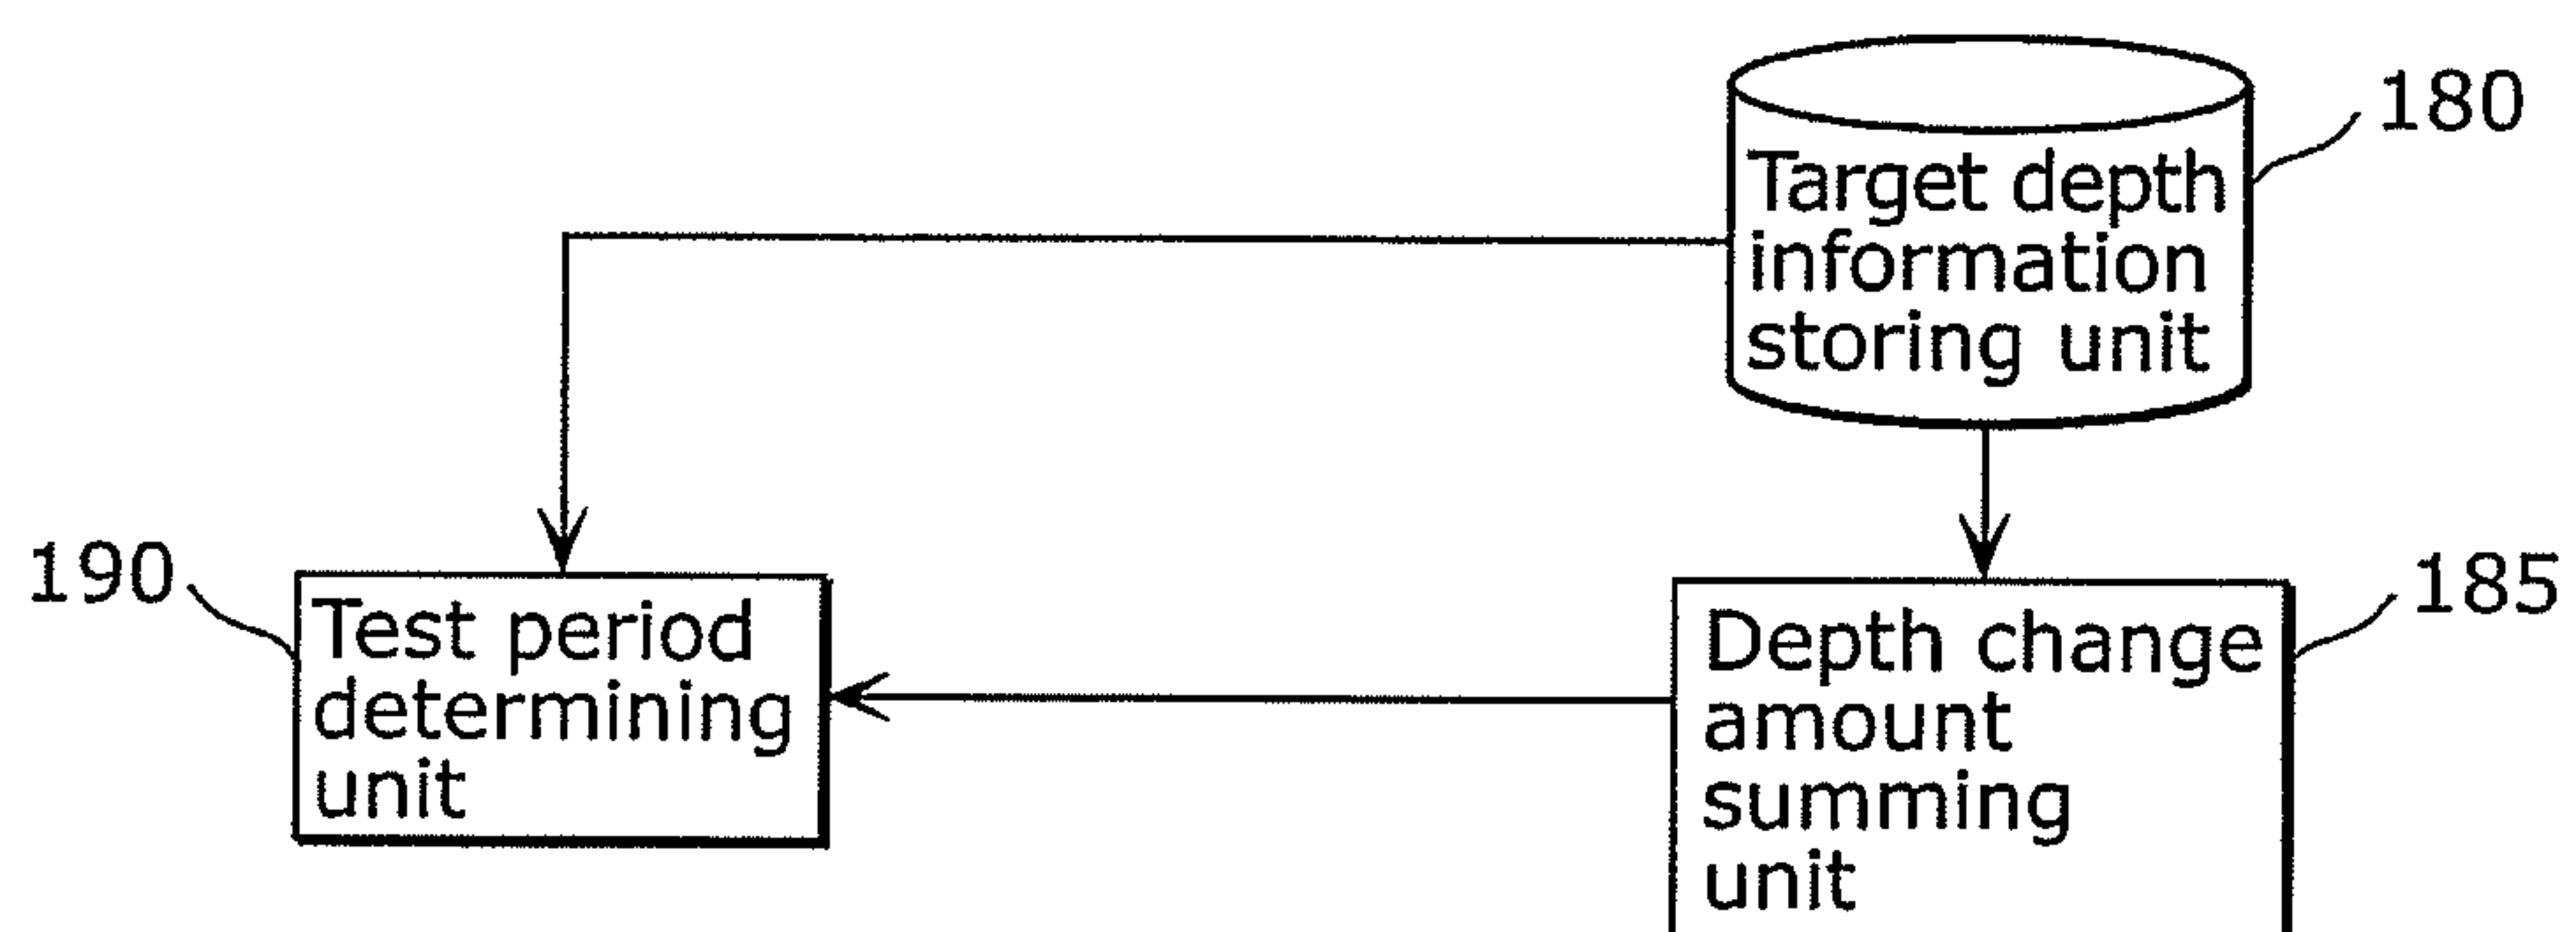 180
Target depth
information
storing unit
190
Test period
determining
unit
185
Depth change
amount
summing
unit